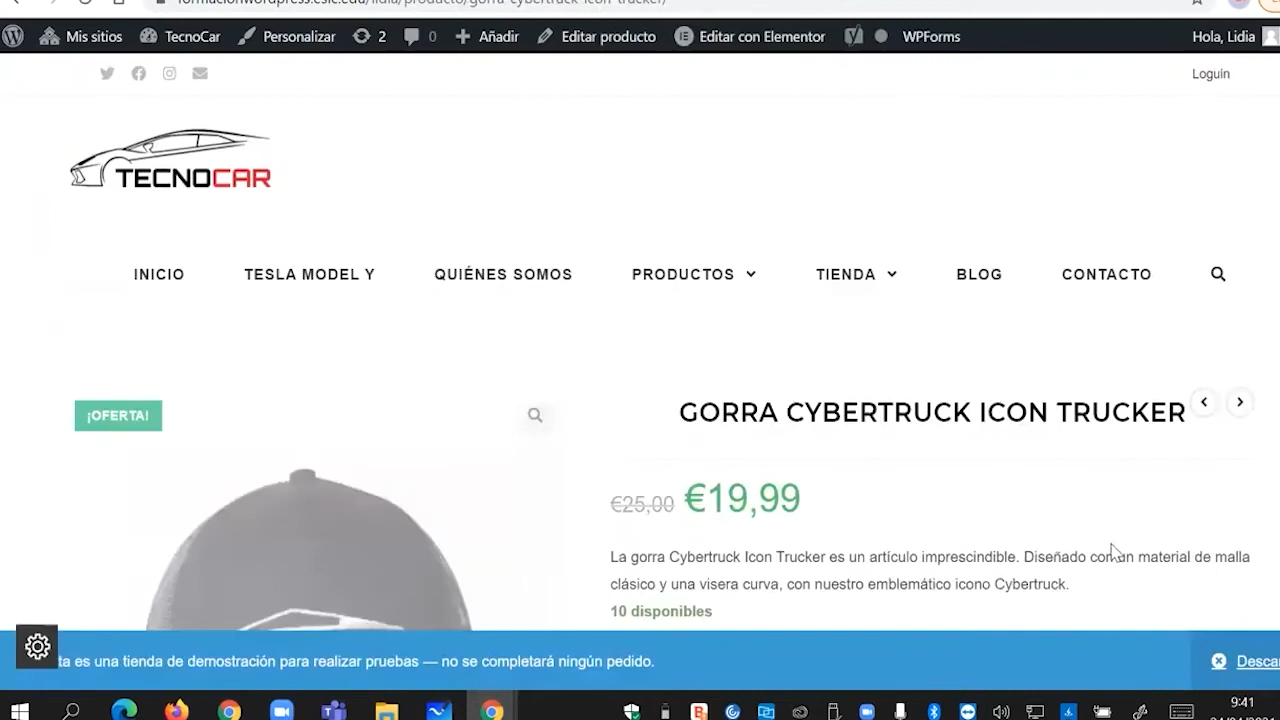 formacionwordpress.esic.edu/lidia/producto/gorra-cybertruck-icon-trucker/
Mis sitios TecnoCar Personalizar 2 0 Añadir Editar producto Editar con Elementor WPForms Hola, Lidia
Loguin
TECNOCAR
INICIO TESLA MODEL Y QUIÉNES SOMOS PRODUCTOS TIENDA BLOG CONTACTO
¡OFERTA!
GORRA CYBERTRUCK ICON TRUCKER
€25,00 €19,99
La gorra Cybertruck Icon Trucker es un artículo imprescindible. Diseñado con un material de malla
clásico y una visera curva, con nuestro emblemático icono Cybertruck.
10 disponibles
ta es una tienda de demostración para realizar pruebas — no se completará ningún pedido. Descar
9:41